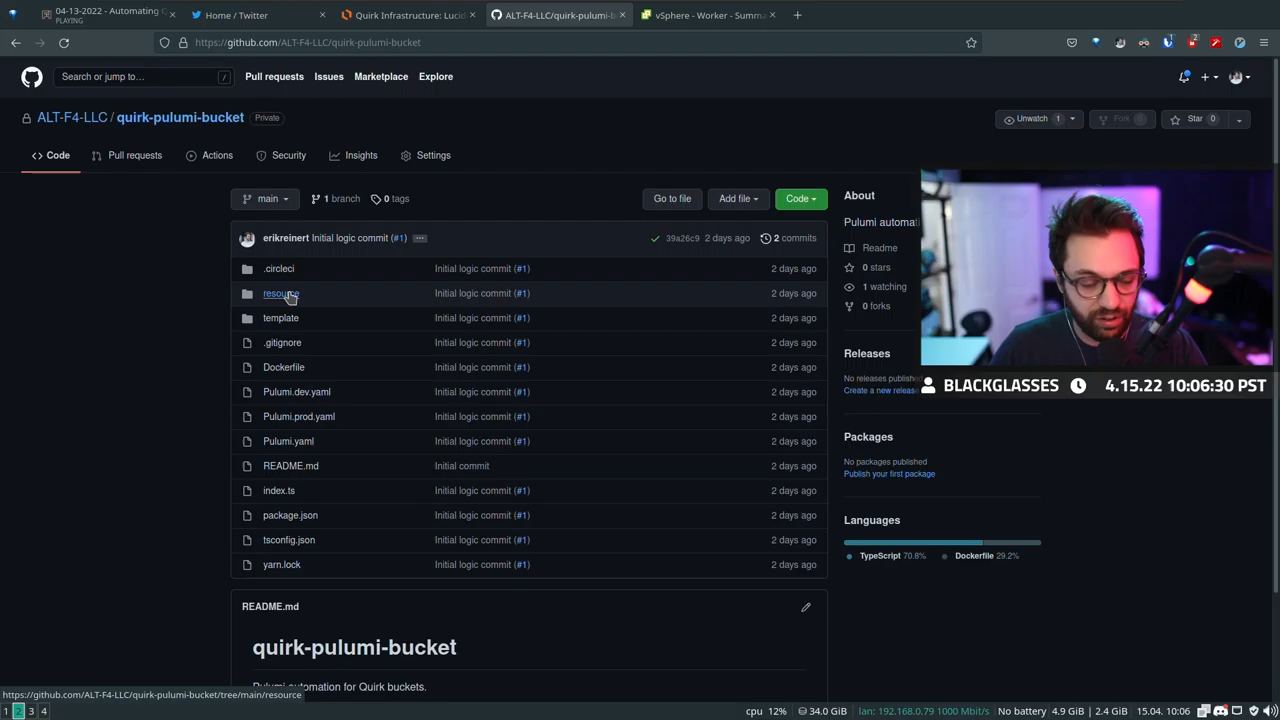 04-13-2022 - Automating Q
PLAYING
Home / Twitter
Quirk Infrastructure: Lucid
ALT-F4-LLC/quirk-pulumi-b
vSphere - Worker - Summa
https://github.com/ALT-F4-LLC/quirk-pulumi-bucket
Search or jump to…
/
Pull requests
Issues
Marketplace
Explore
ALT-F4-LLC / quirk-pulumi-bucket
Private
Unwatch 1
Fork 0
Star 0
Code
Pull requests
Actions
Security
Insights
Settings
main
1 branch
0 tags
Go to file
Add file
Code
erikreinert Initial logic commit (#1)
39a26c9 2 days ago
2 commits
.circleci Initial logic commit (#1) 2 days ago
resource Initial logic commit (#1) 2 days ago
template Initial logic commit (#1) 2 days ago
.gitignore Initial logic commit (#1) 2 days ago
Dockerfile Initial logic commit (#1) 2 days ago
Pulumi.dev.yaml Initial logic commit (#1) 2 days ago
Pulumi.prod.yaml Initial logic commit (#1) 2 days ago
Pulumi.yaml Initial logic commit (#1) 2 days ago
README.md Initial commit 2 days ago
index.ts Initial logic commit (#1) 2 days ago
package.json Initial logic commit (#1) 2 days ago
tsconfig.json Initial logic commit (#1) 2 days ago
yarn.lock Initial logic commit (#1) 2 days ago
README.md
quirk-pulumi-bucket
Pulumi automation for Quirk buckets.
About
Pulumi automati
Readme
0 stars
1 watching
0 forks
Releases
No releases published
Create a new release
Packages
No packages published
Publish your first package
Languages
TypeScript 70.8%
Dockerfile 29.2%
BLACKGLASSES
4.15.22 10:06:30 PST
https://github.com/ALT-F4-LLC/quirk-pulumi-bucket/tree/main/resource
1 2 3 4
cpu 12%
34.0 GiB
lan: 192.168.0.79 1000 Mbit/s
No battery
4.9 GiB | 2.4 GiB
15.04. 10:06